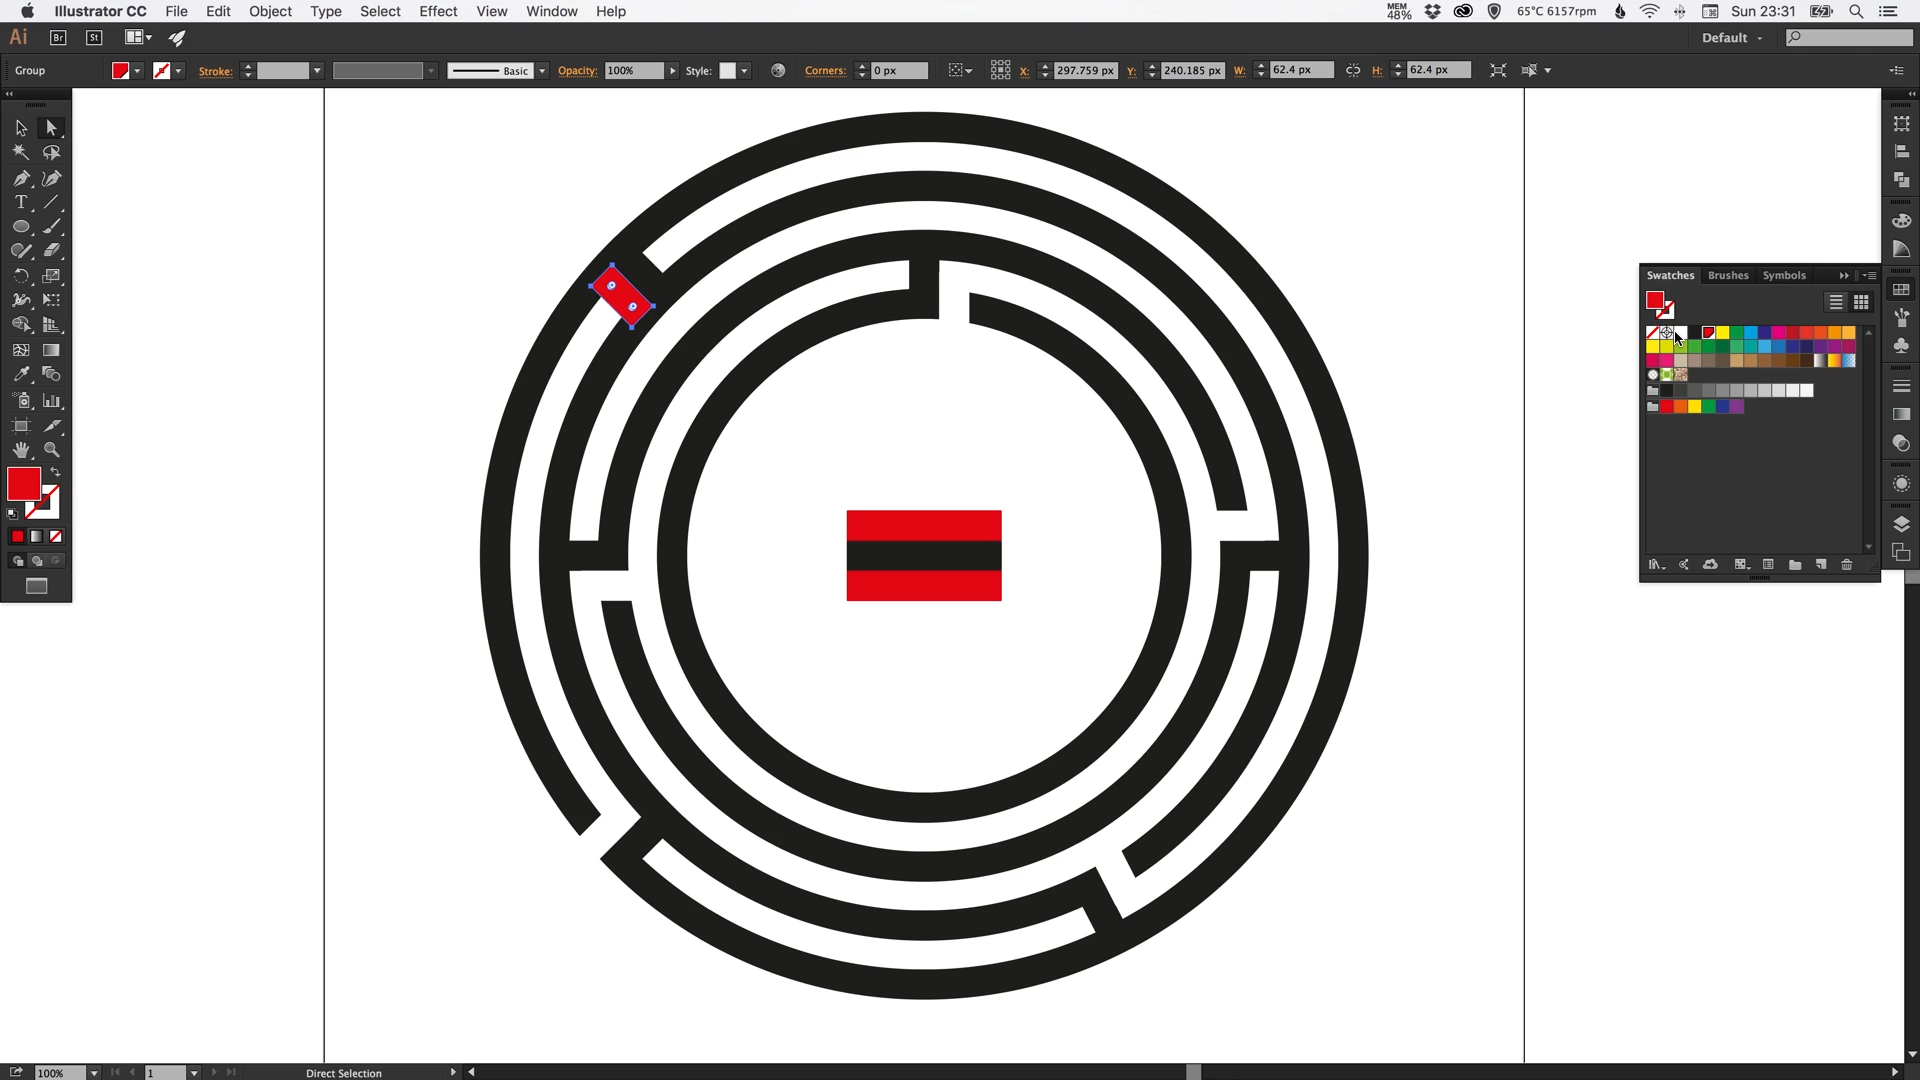 Illustrator CC File Edit Object Type Select Effect View Window Help MEM 48% 65°C 6157rpm Sun 23:31
Ai Br St Default
Group Stroke: Basic Opacity: 100% Style: Corners: 0 px X: 297.759 px Y: 240.185 px W: 62.4 px H: 62.4 px
Swatches Brushes Symbols
T
100% 1 Direct Selection